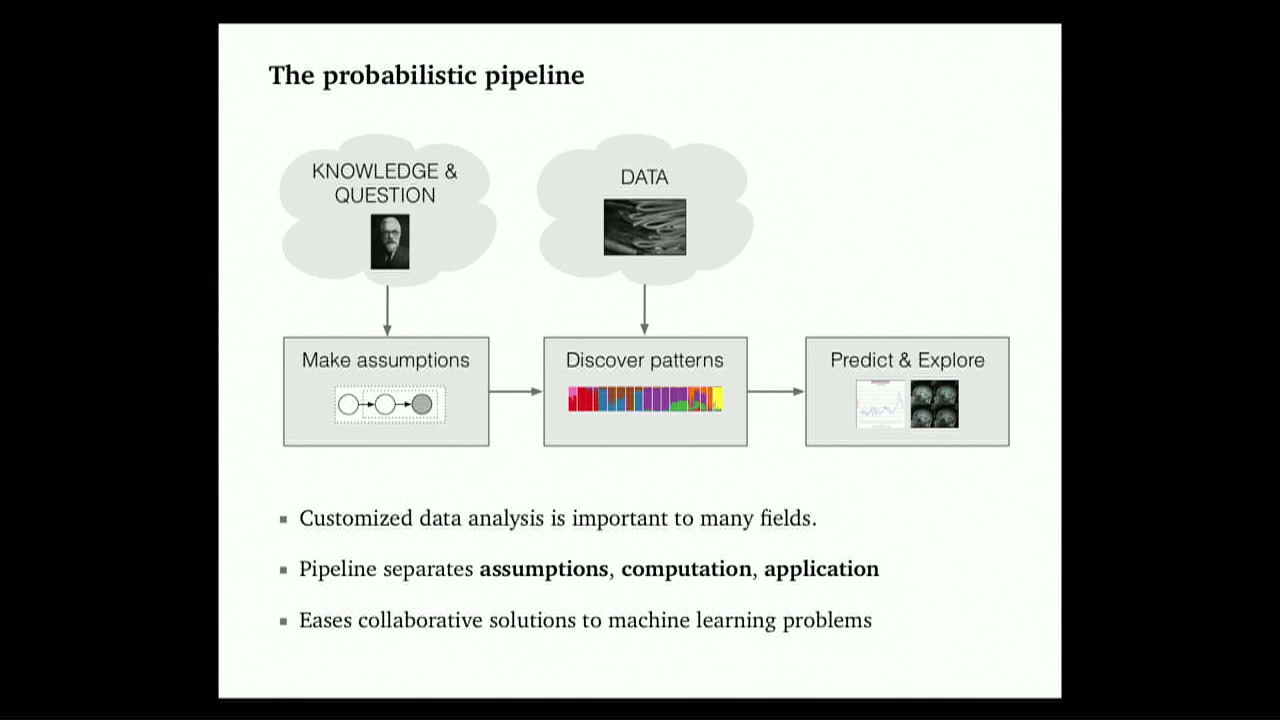 The probabilistic pipeline
KNOWLEDGE &
QUESTION
DATA
Make assumptions
Discover patterns
Predict & Explore
Customized data analysis is important to many fields.
Pipeline separates assumptions, computation, application
Eases collaborative solutions to machine learning problems